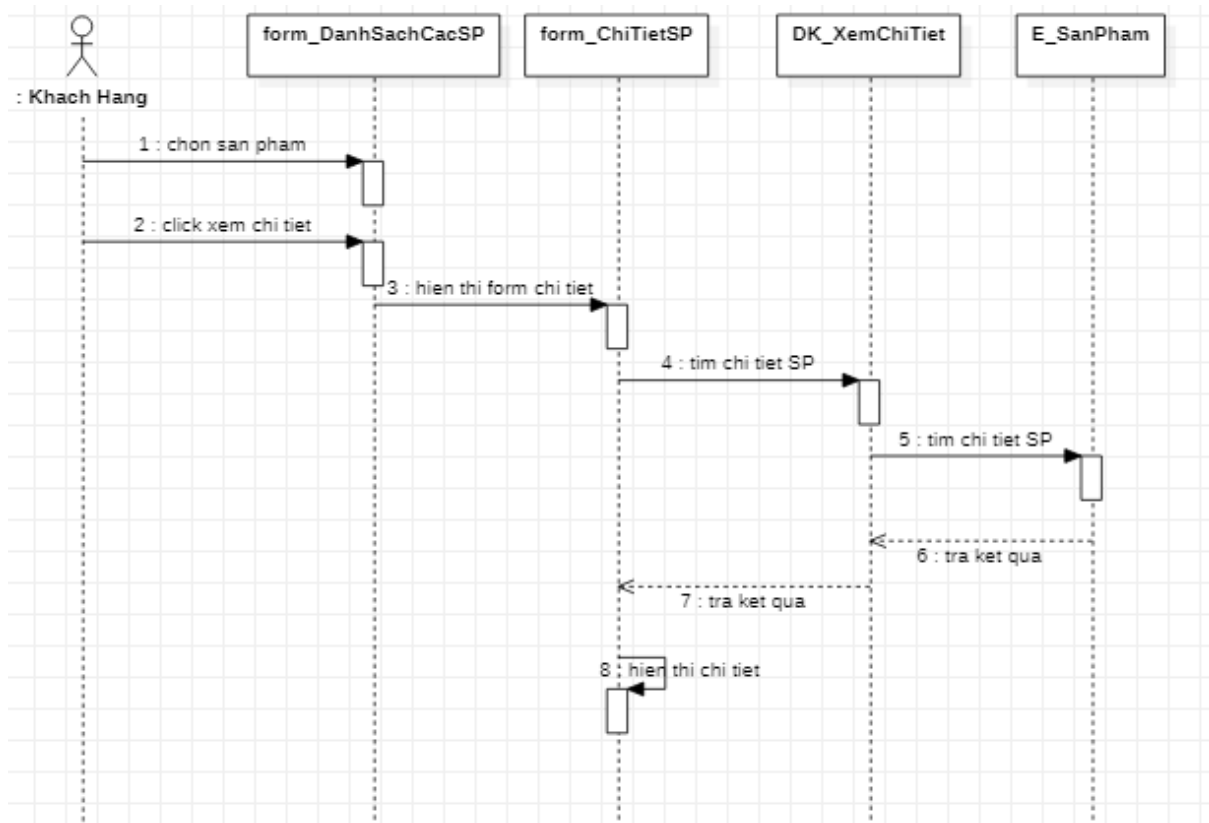 form_DanhSachCacSP
form_ChiTietSP
DK_XemChiTiet
E_SanPham
: Khach Hang
1 : chon san pham
2 : click xem chi tiet
3 : hien thi form chi tiet
4 : tim chi tiet SP
5 : tim chi tiet SP
6 : tra ket qua
7 : tra ket qua
8 : hien thi chi tiet